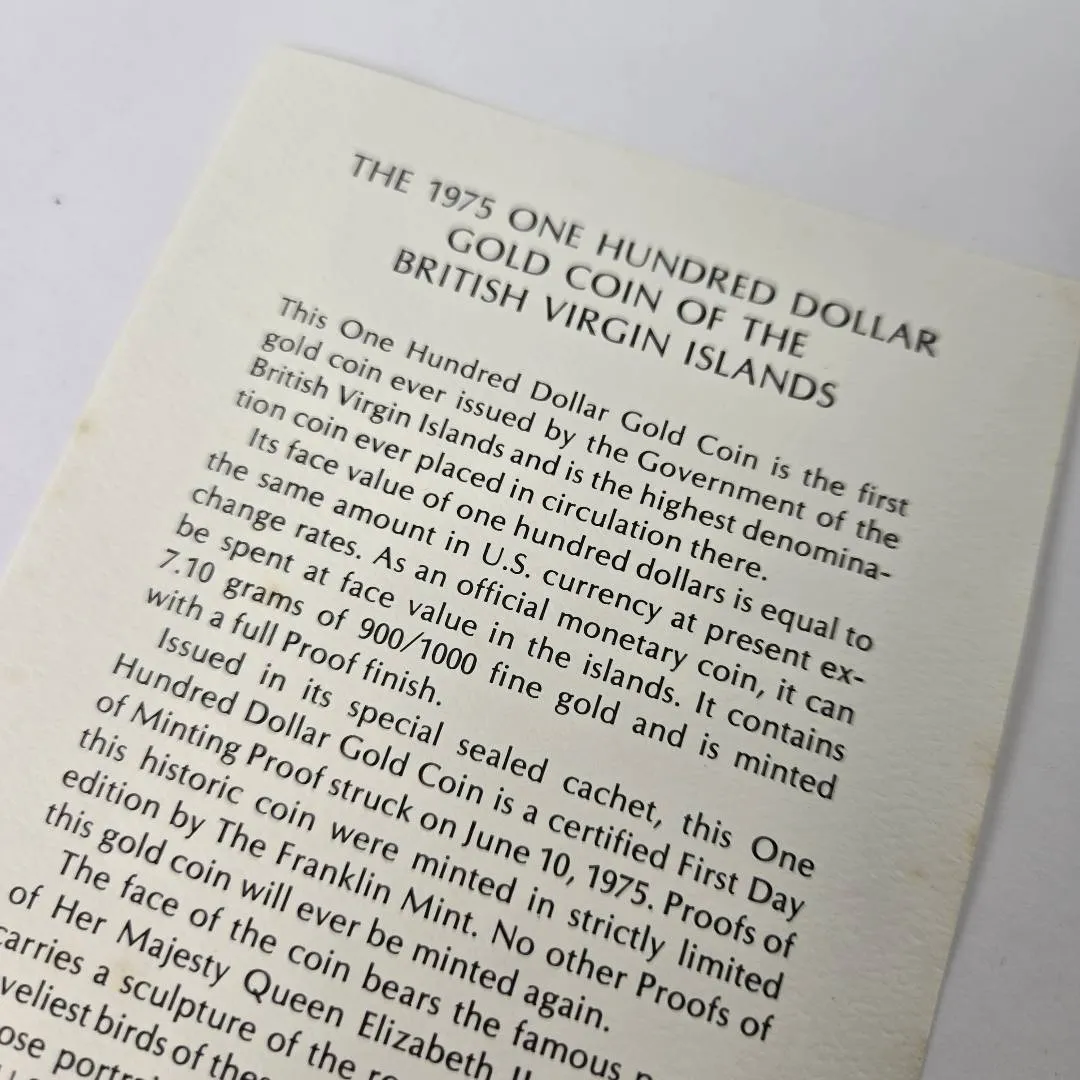 THE 1975 ONE HUNDRED DOLLAR
GOLD COIN OF THE
BRITISH VIRGIN ISLANDS
This One Hundred Dollar Gold Coin is the first
gold coin ever issued by the Government of the
British Virgin Islands and is the highest denomina-
tion coin ever placed in circulation there.
Its face value of one hundred dollars is equal to
the same amount in U.S. currency at present ex-
change rates. As an official monetary coin, it can
be spent at face value in the islands. It contains
7.10 grams of 900/1000 fine gold and is minted
with a full Proof finish.
Issued in its special sealed cachet, this One
Hundred Dollar Gold Coin is a certified First Day
of Minting Proof struck on June 10, 1975. Proofs of
this historic coin were minted in strictly limited
edition by The Franklin Mint. No other Proofs of
this gold coin will ever be minted again.
The face of the coin bears the famous
of Her Majesty Queen Elizabeth II
carries a sculpture of the
birds of